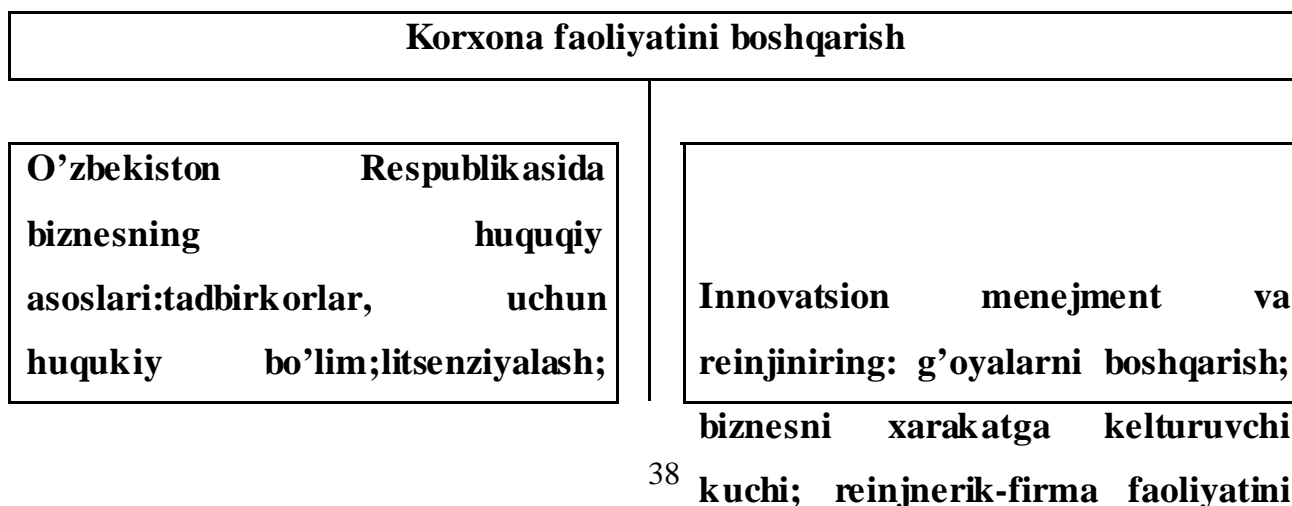 Korxona faoliyatini boshqarish
O’zbekiston Respublikasida
biznesning huquqiy
asoslari:tadbirkorlar, uchun
huqukiy bo’lim;litsenziyalash;
Innovatsion menejment va
reinjiniring: g’oyalarni boshqarish;
biznesni xarakatga kelturuvchi
kuchi; reinjnerik-firma faoliyatini
38